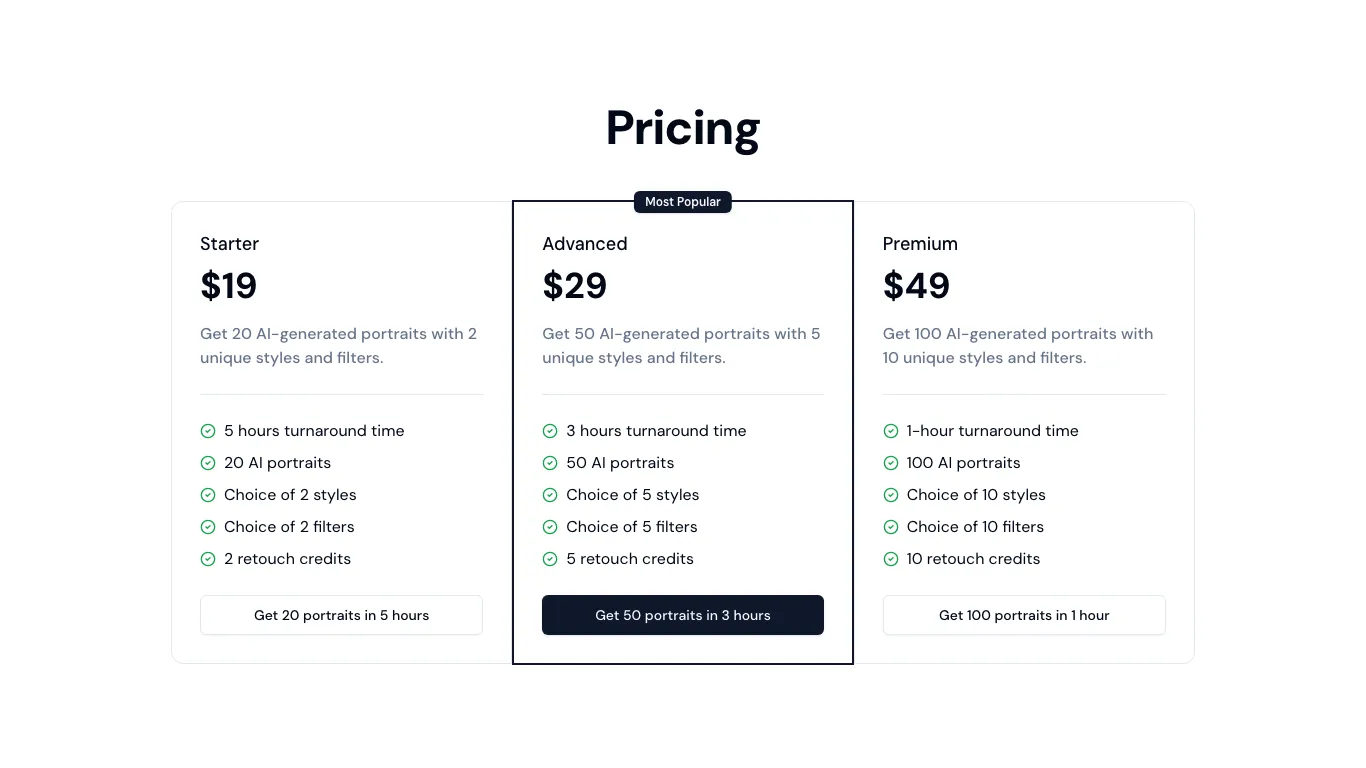 Pricing
Most Popular
Starter
$19
Get 20 AI-generated portraits with 2
unique styles and filters.
5 hours turnaround time
20 AI portraits
Choice of 2 styles
Choice of 2 filters
2 retouch credits
Get 20 portraits in 5 hours
Advanced
$29
Get 50 AI-generated portraits with 5
unique styles and filters.
3 hours turnaround time
50 AI portraits
Choice of 5 styles
Choice of 5 filters
5 retouch credits
Get 50 portraits in 3 hours
Premium
$49
Get 100 AI-generated portraits with
10 unique styles and filters.
1-hour turnaround time
100 AI portraits
Choice of 10 styles
Choice of 10 filters
10 retouch credits
Get 100 portraits in 1 hour